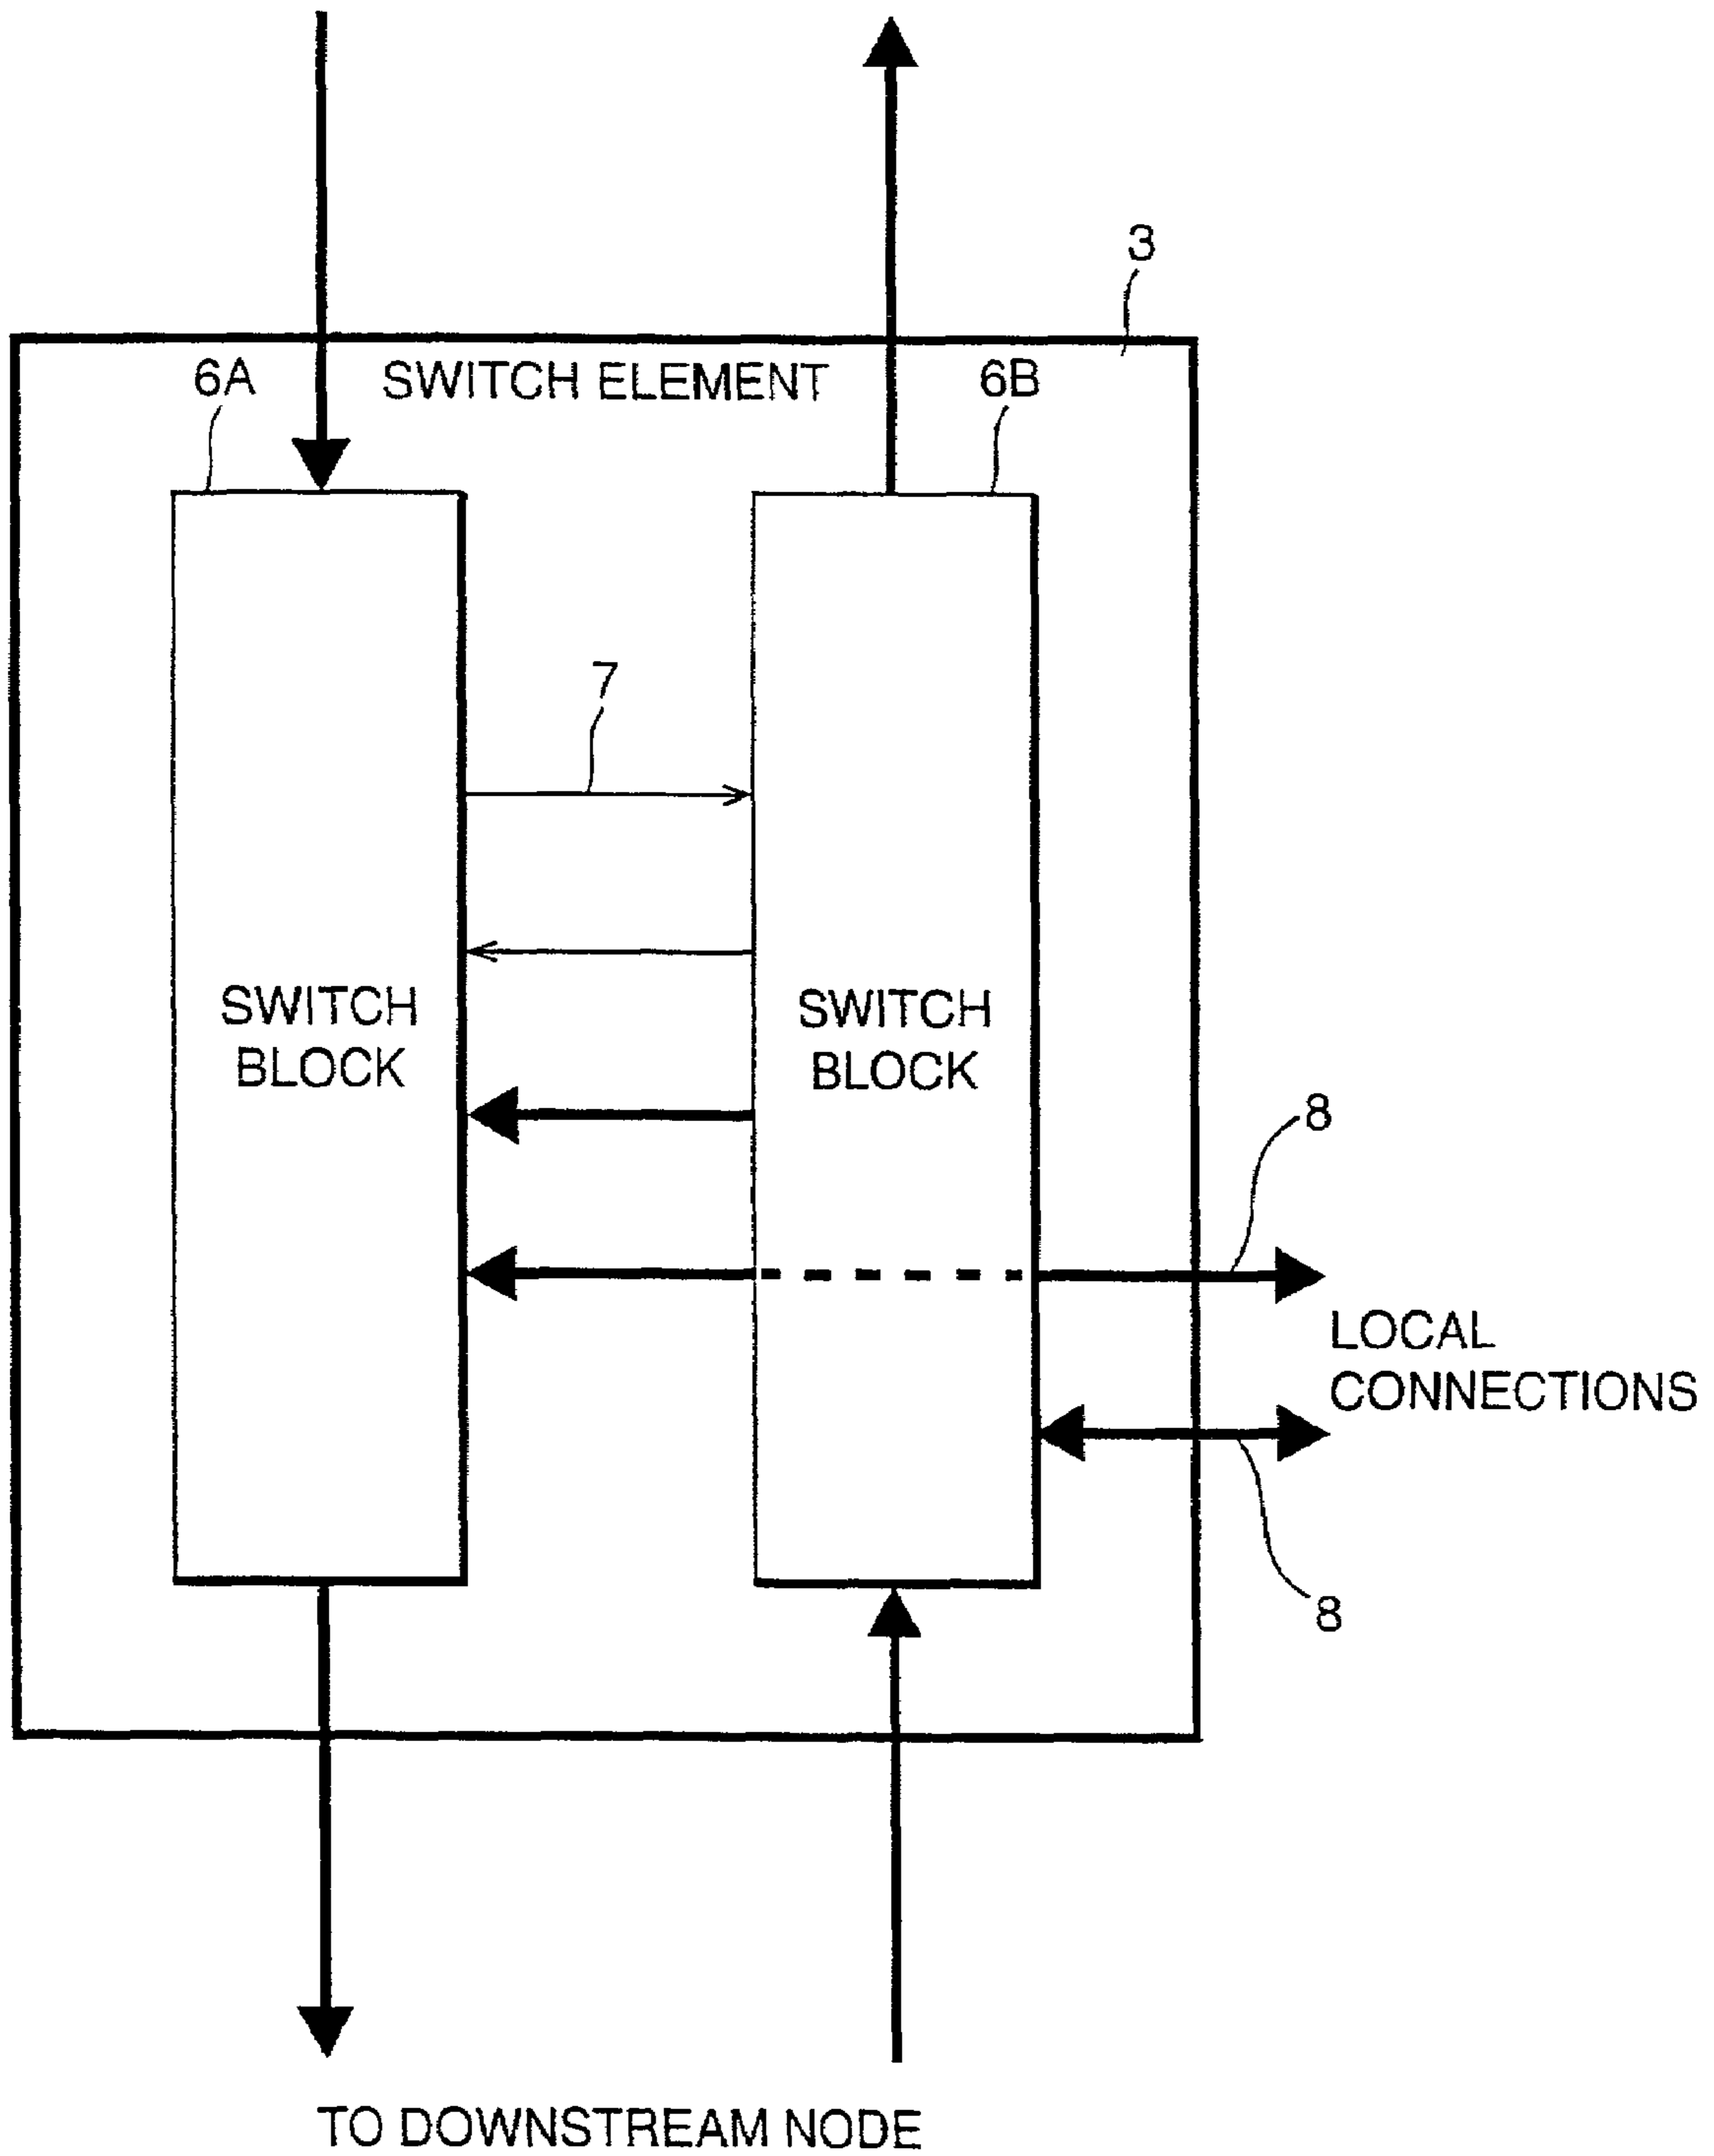 3
6A
SWITCH ELEMENT
6B
7
SWITCH
BLOCK
SWITCH
BLOCK
8
LOCAL
CONNECTIONS
8
TO DOWNSTREAM NODE